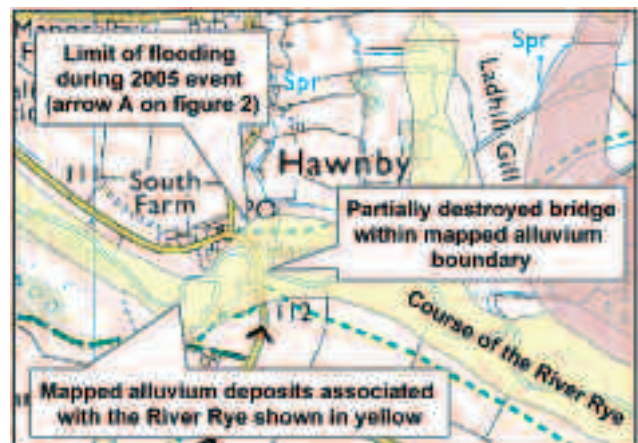 Limit of flooding
during 2005 event
(arrow A on figure 2)
Spr
Spr
Ladhill Gill
Hawnby
111
South
Farm
PO
Partially destroyed bridge
within mapped alluvium
boundary
112
Course of the River Rye
Mapped alluvium deposits associated
with the River Rye shown in yellow